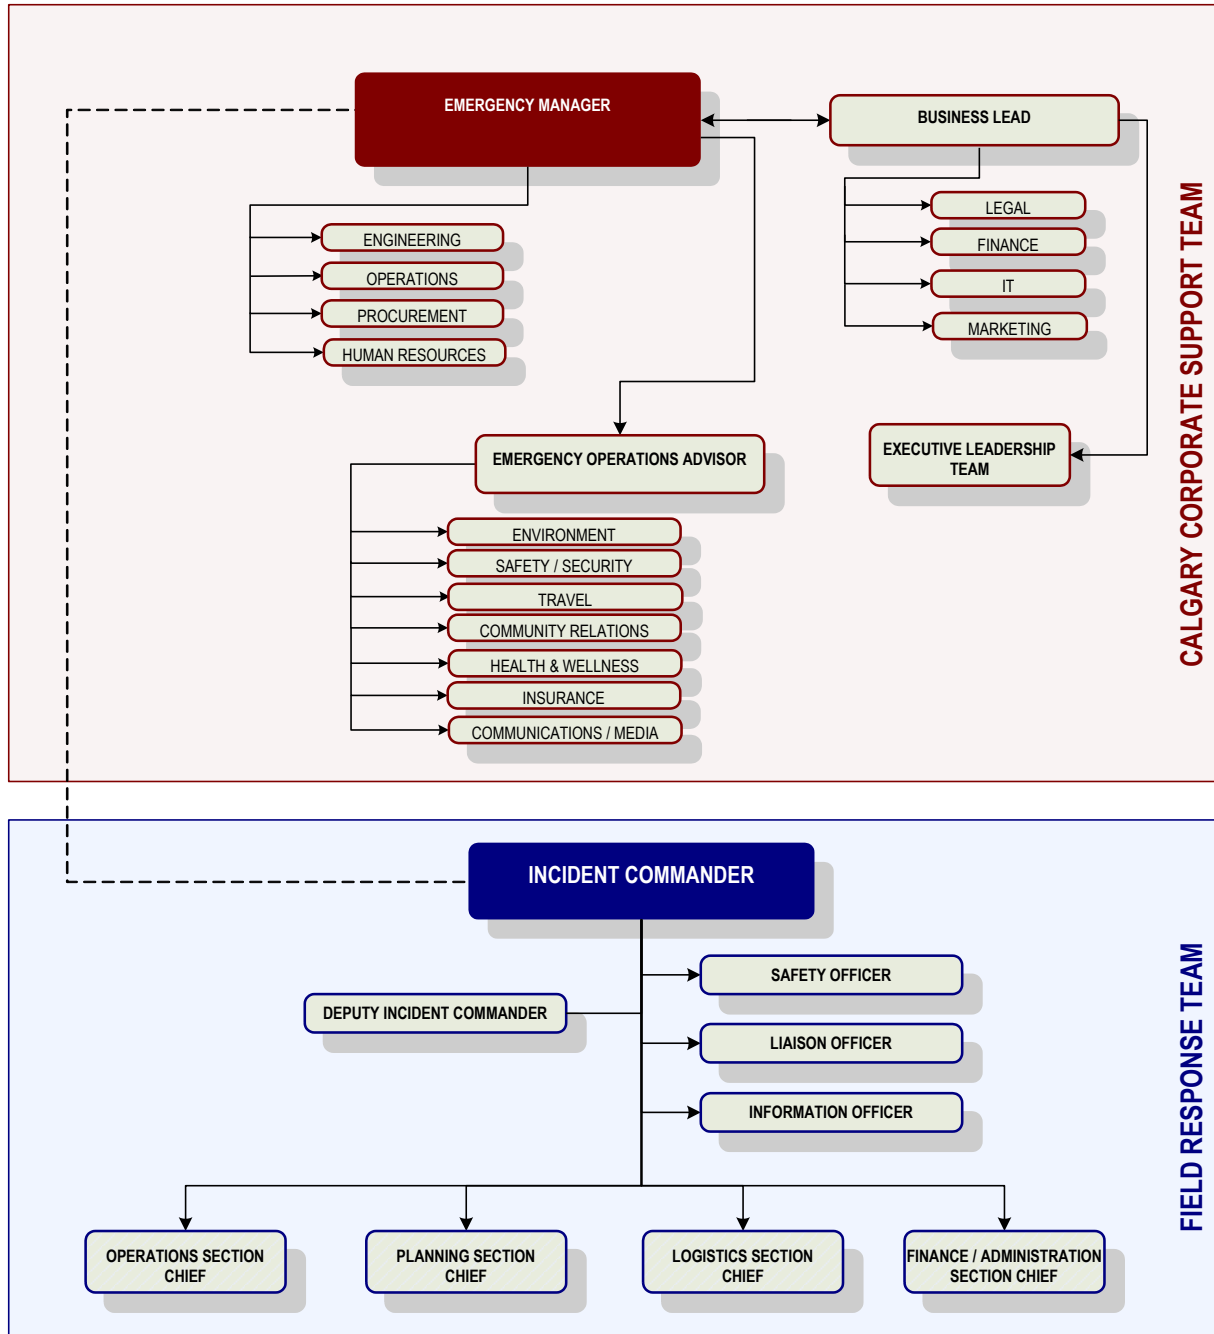 EMERGENCY MANAGER
BUSINESS LEAD
LEGAL
FINANCE
IT
MARKETING
ENGINEERING
OPERATIONS
PROCUREMENT
HUMAN RESOURCES
EMERGENCY OPERATIONS ADVISOR
EXECUTIVE LEADERSHIP
TEAM
ENVIRONMENT
SAFETY / SECURITY
TRAVEL
COMMUNITY RELATIONS
HEALTH & WELLNESS
INSURANCE
COMMUNICATIONS / MEDIA
CALGARY CORPORATE SUPPORT TEAM
INCIDENT COMMANDER
SAFETY OFFICER
DEPUTY INCIDENT COMMANDER
LIAISON OFFICER
INFORMATION OFFICER
OPERATIONS SECTION
CHIEF
PLANNING SECTION
CHIEF
LOGISTICS SECTION
CHIEF
FINANCE / ADMINISTRATION
SECTION CHIEF
FIELD RESPONSE TEAM